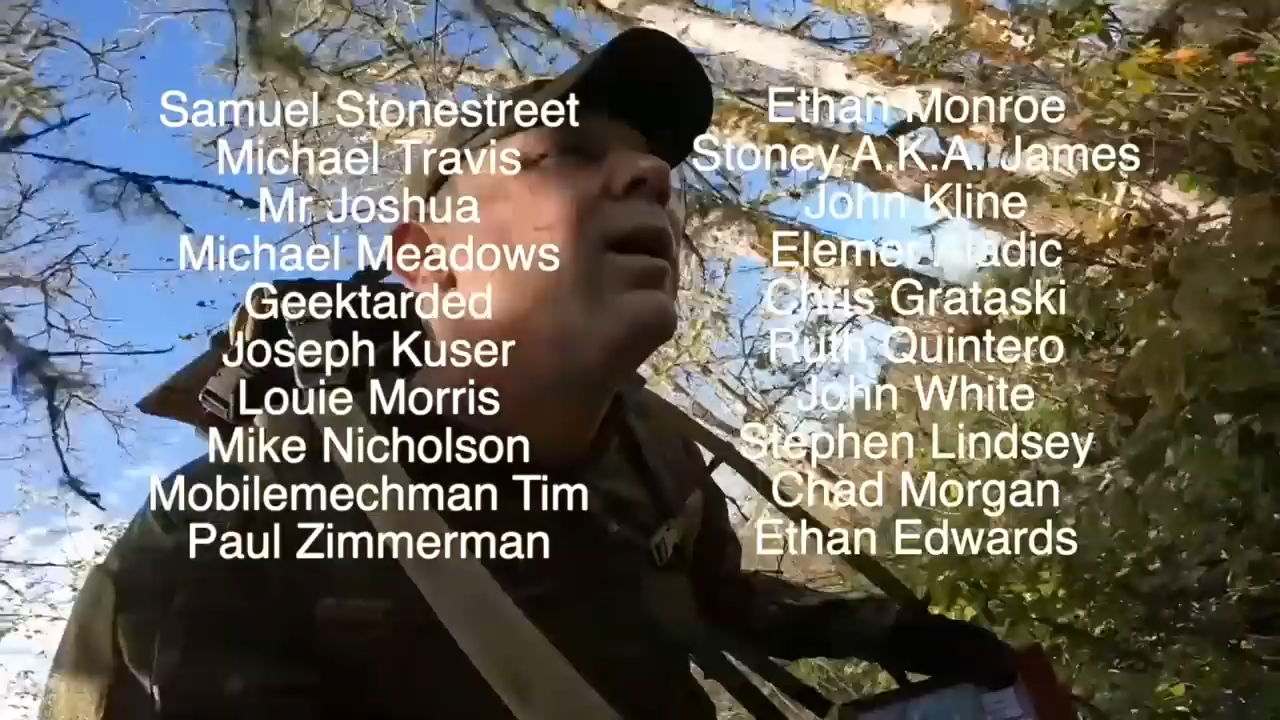 Samuel Stonestreet
Michael Travis
Mr Joshua
Michael Meadows
Geektarded
Joseph Kuser
Louie Morris
Mike Nicholson
Mobilemechman Tim
Paul Zimmerman
Ethan Monroe
Stoney A.K.A. James
John Kline
Elemer
Chris Grataski
Ruth Quintero
John White
Stephen Lindsey
Chad Morgan
Ethan Edwards